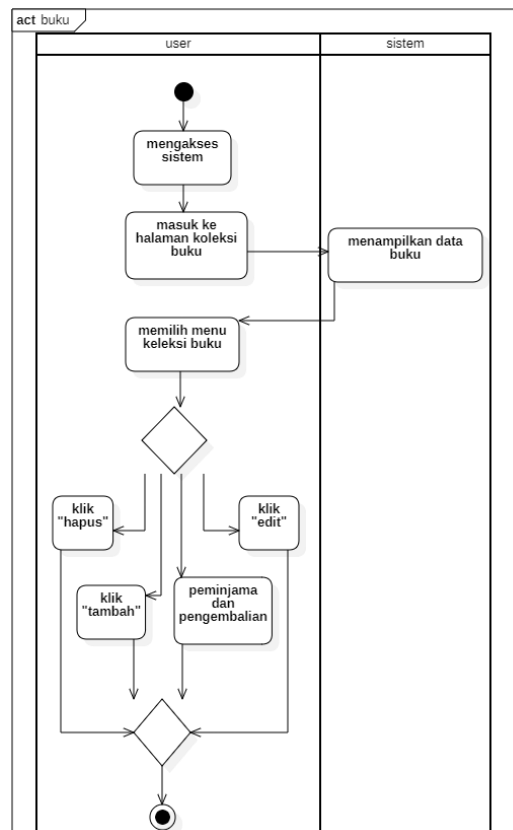 act buku
user
sistem
mengakses
sistem
masuk ke
halaman koleksi
buku
menampilkan data
buku
memilih menu
keleksi buku
klik
"hapus"
klik
"edit"
klik
"tambah"
peminjama
dan
pengembalian